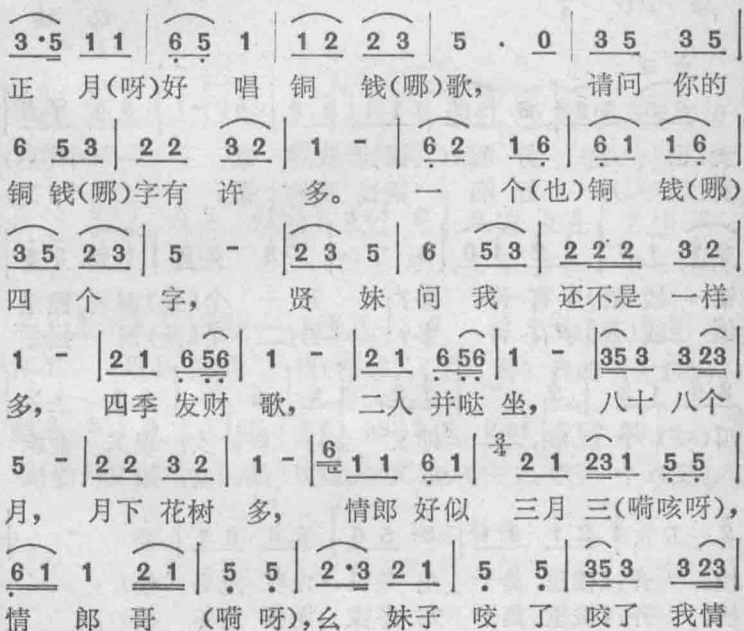 3·5 1 1 | 6 5 1 | 1 2 2 3 | 5 . 0 | 3 5 3 5 |
正 月(呀)好 唱 铜 钱(哪)歌, 请问 你的
6 5 3 | 2 2 3 2 | 1 - | 6 2 1 6 | 6 1 1 6 |
铜 钱(哪)字有 许 多。 一 个(也)铜 钱(哪)
3 5 2 3 | 5 - | 2 3 5 | 6 5 3 | 2 2 2 3 2 |
四 个 字, 贤 妹 问 我 还不是 一样
1 - | 2 1 6 5 6 | 1 - | 2 1 6 5 6 | 1 - | 3 5 3 3 2 3 |
多, 四季 发财 歌, 二人 并哒 坐, 八十 八个
5 - | 2 2 3 2 | 1 - | 6 1 1 6 1 | 3/4 2 1 2 3 1 5 5 |
月, 月下 花树 多, 情郎 好似 三月 三(嗬咳呀),
6 1 1 2 1 | 5 5 | 2·3 2 1 | 5 5 | 3 5 3 3 2 3 |
情 郎 哥 (嗬 呀),幺 妹子 咬 了 咬了 我情